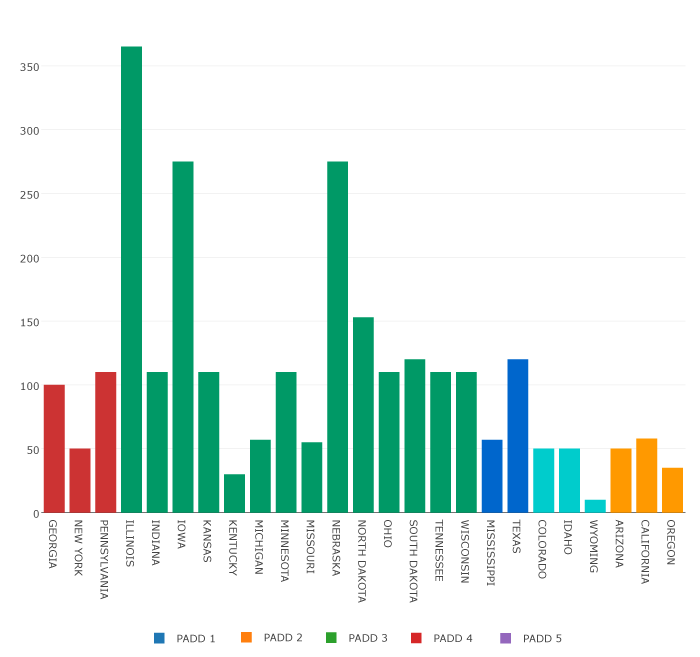 350
300
250
200
150
100
50
0
GEORGIA
NEW YORK
PENNSYLVANIA
ILLINOIS
INDIANA
IOWA
KANSAS
KENTUCKY
MICHIGAN
MINNESOTA
MISSOURI
NEBRASKA
NORTH DAKOTA
OHIO
SOUTH DAKOTA
TENNESSEE
WISCONSIN
MISSISSIPPI
TEXAS
COLORADO
IDAHO
WYOMING
ARIZONA
CALIFORNIA
OREGON
PADD 1 PADD 2 PADD 3 PADD 4 PADD 5